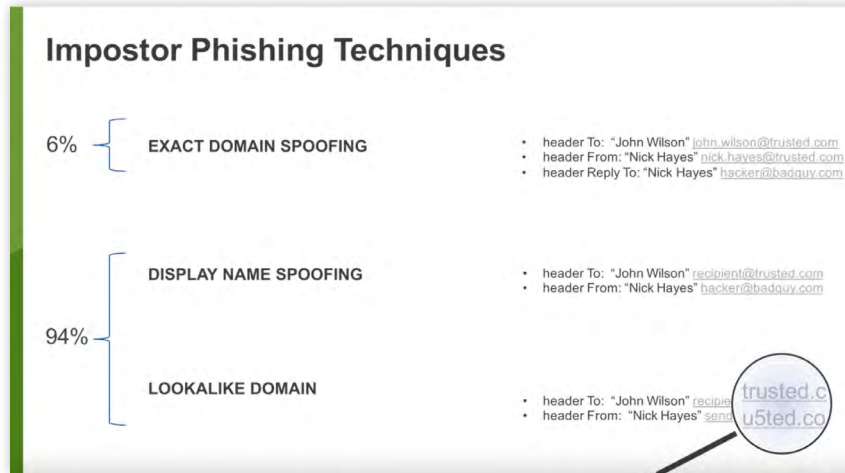 Impostor Phishing Techniques
6%
EXACT DOMAIN SPOOFING
• header To: “John Wilson” john.wilson@trusted.com
• header From: “Nick Hayes” nick.hayes@trusted.com
• header Reply To: “Nick Hayes” hacker@badguy.com
94%
DISPLAY NAME SPOOFING
• header To: “John Wilson” recipient@trusted.com
• header From: “Nick Hayes” hacker@badguy.com
LOOKALIKE DOMAIN
• header To: “John Wilson” recipie
• header From: “Nick Hayes” send
trusted.c
u5ted.co